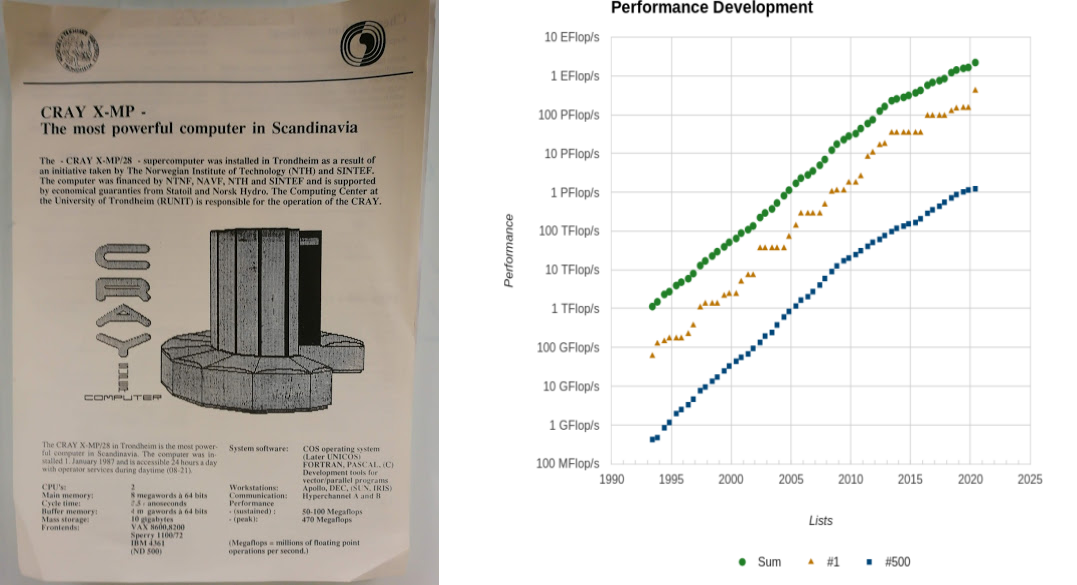 CRAY X-MP -
The most powerful computer in Scandinavia
The - CRAY X-MP/28 - supercomputer was installed in Trondheim as a result of
an initiative taken by The Norwegian Institute of Technology (NTH) and SINTEF.
The computer was financed by NTNF, NAVF, NTH and SINTEF and is supported
by economical guaranties from Statoil and Norsk Hydro. The Computing Center at
the University of Trondheim (RUNIT) is responsible for the operation of the CRAY.
CRAY
COMPUTER
The CRAY X-MP/28 in Trondheim is the most power-
ful computer in Scandinavia. The computer was in-
stalled 1. January 1987 and is accessible 24 hours a day
with operator services during daytime (08-21).
CPU's: 2
Main memory: 8 megawords à 64 bits
Cycle time:
Buffer memory: 4 m gawords à 64 bits
Mass storage: 10 gigabytes
Frontends: VAX 8600,8200
Sperry 1100/72
IBM 4361
(ND 500)
System software: COS operating system
(Later UNICOS)
FORTRAN, PASCAL, (C)
Development tools for
vector/parallel programs
Workstations: Apollo, DEC, (SUN, IRIS)
Communication: Hyperchannel A and B
Performance
- (sustained) : 50-100 Megaflops
- (peak): 470 Megaflops
(Megaflops = millions of floating point
operations per second.)
Performance Development
10 EFlop/s
1 EFlop/s
100 PFlop/s
10 PFlop/s
1 PFlop/s
100 TFlop/s
10 TFlop/s
1 TFlop/s
100 GFlop/s
10 GFlop/s
1 GFlop/s
100 MFlop/s
Performance
1990 1995 2000 2005 2010 2015 2020 2025
Lists
Sum #1 #500